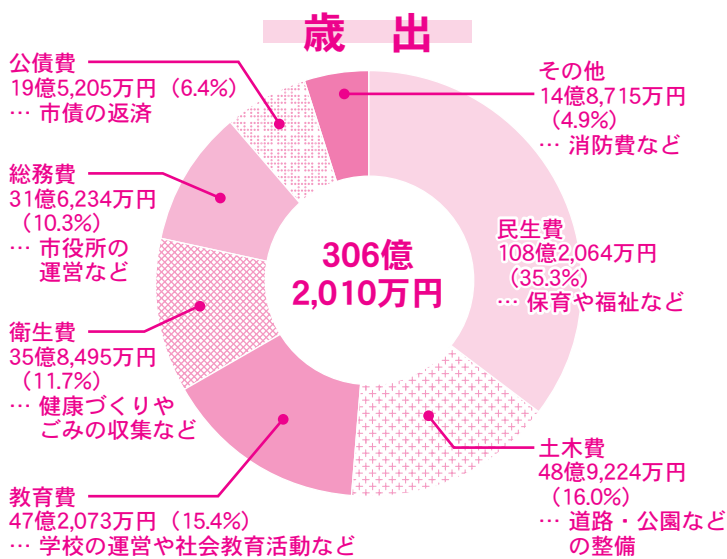 歳 出
公債費
19億5,205万円（6.4%）
… 市債の返済
総務費
31億6,234万円
（10.3%）
… 市役所の
運営など
衛生費
35億8,495万円
（11.7%）
… 健康づくりや
ごみの収集など
教育費
47億2,073万円（15.4%）
… 学校の運営や社会教育活動など
306億
2,010万円
その他
14億8,715万円
（4.9%）
… 消防費など
民生費
108億2,064万円
（35.3%）
… 保育や福祉など
土木費
48億9,224万円
（16.0%）
… 道路・公園など
の整備